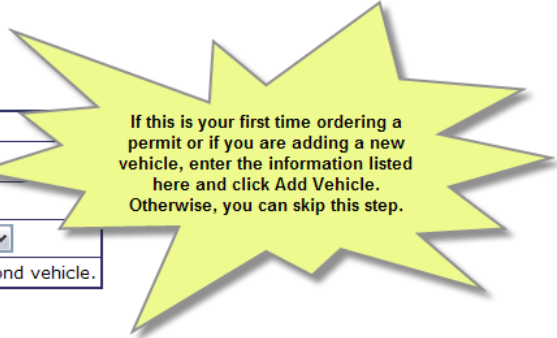 If this is your first time ordering a
permit or if you are adding a new
vehicle, enter the information listed
here and click Add Vehicle.
Otherwise, you can skip this step.
vehicle.